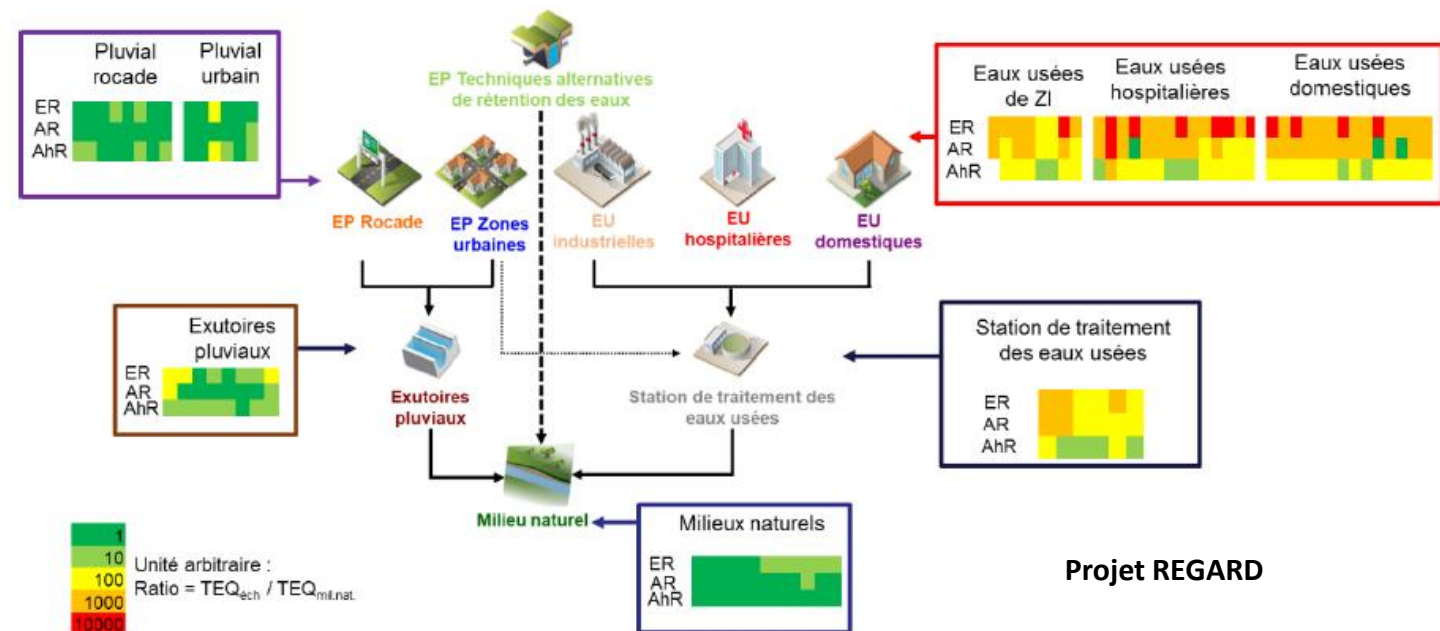 Pluvial rocade
Pluvial urbain
ER
AR
AhR
EP Techniques alternatives
de rétention des eaux
Eaux usées de ZI
Eaux usées hospitalières
Eaux usées domestiques
ER
AR
AhR
EP Rocade
EP Zones
urbaines
EU
industrielles
EU
hospitalières
EU
domestiques
Exutoires
pluviaux
ER
AR
AhR
Exutoires
pluviaux
Station de traitement des
eaux usées
Station de traitement
des eaux usées
ER
AR
AhR
Milieu naturel
Milieux naturels
ER
AR
AhR
1
10
100
1000
10000
Unité arbitraire :
Ratio = TEQéch / TEQmil.nat.
Projet REGARD